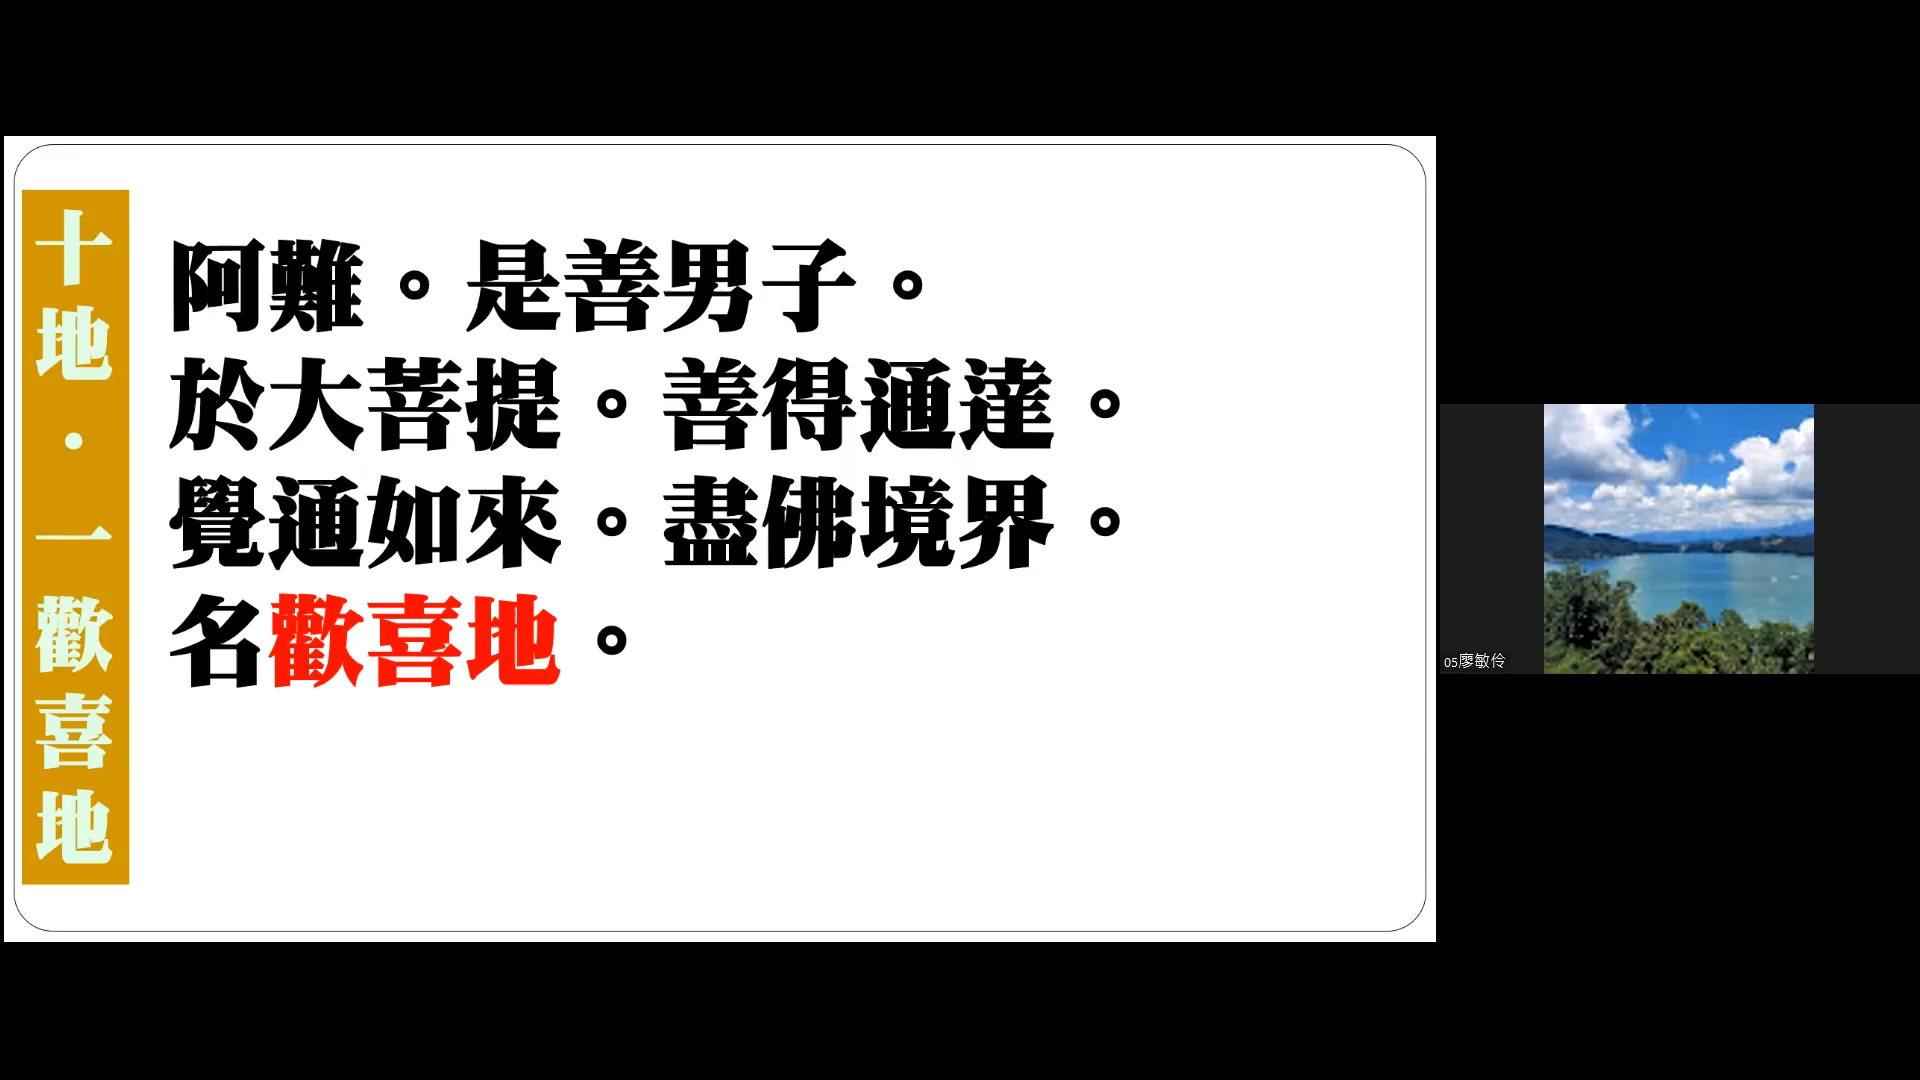 十地·一歡喜地
阿難。是善男子。
於大菩提。善得通達。
覺通如來。盡佛境界。
名歡喜地。
05廖敏伶